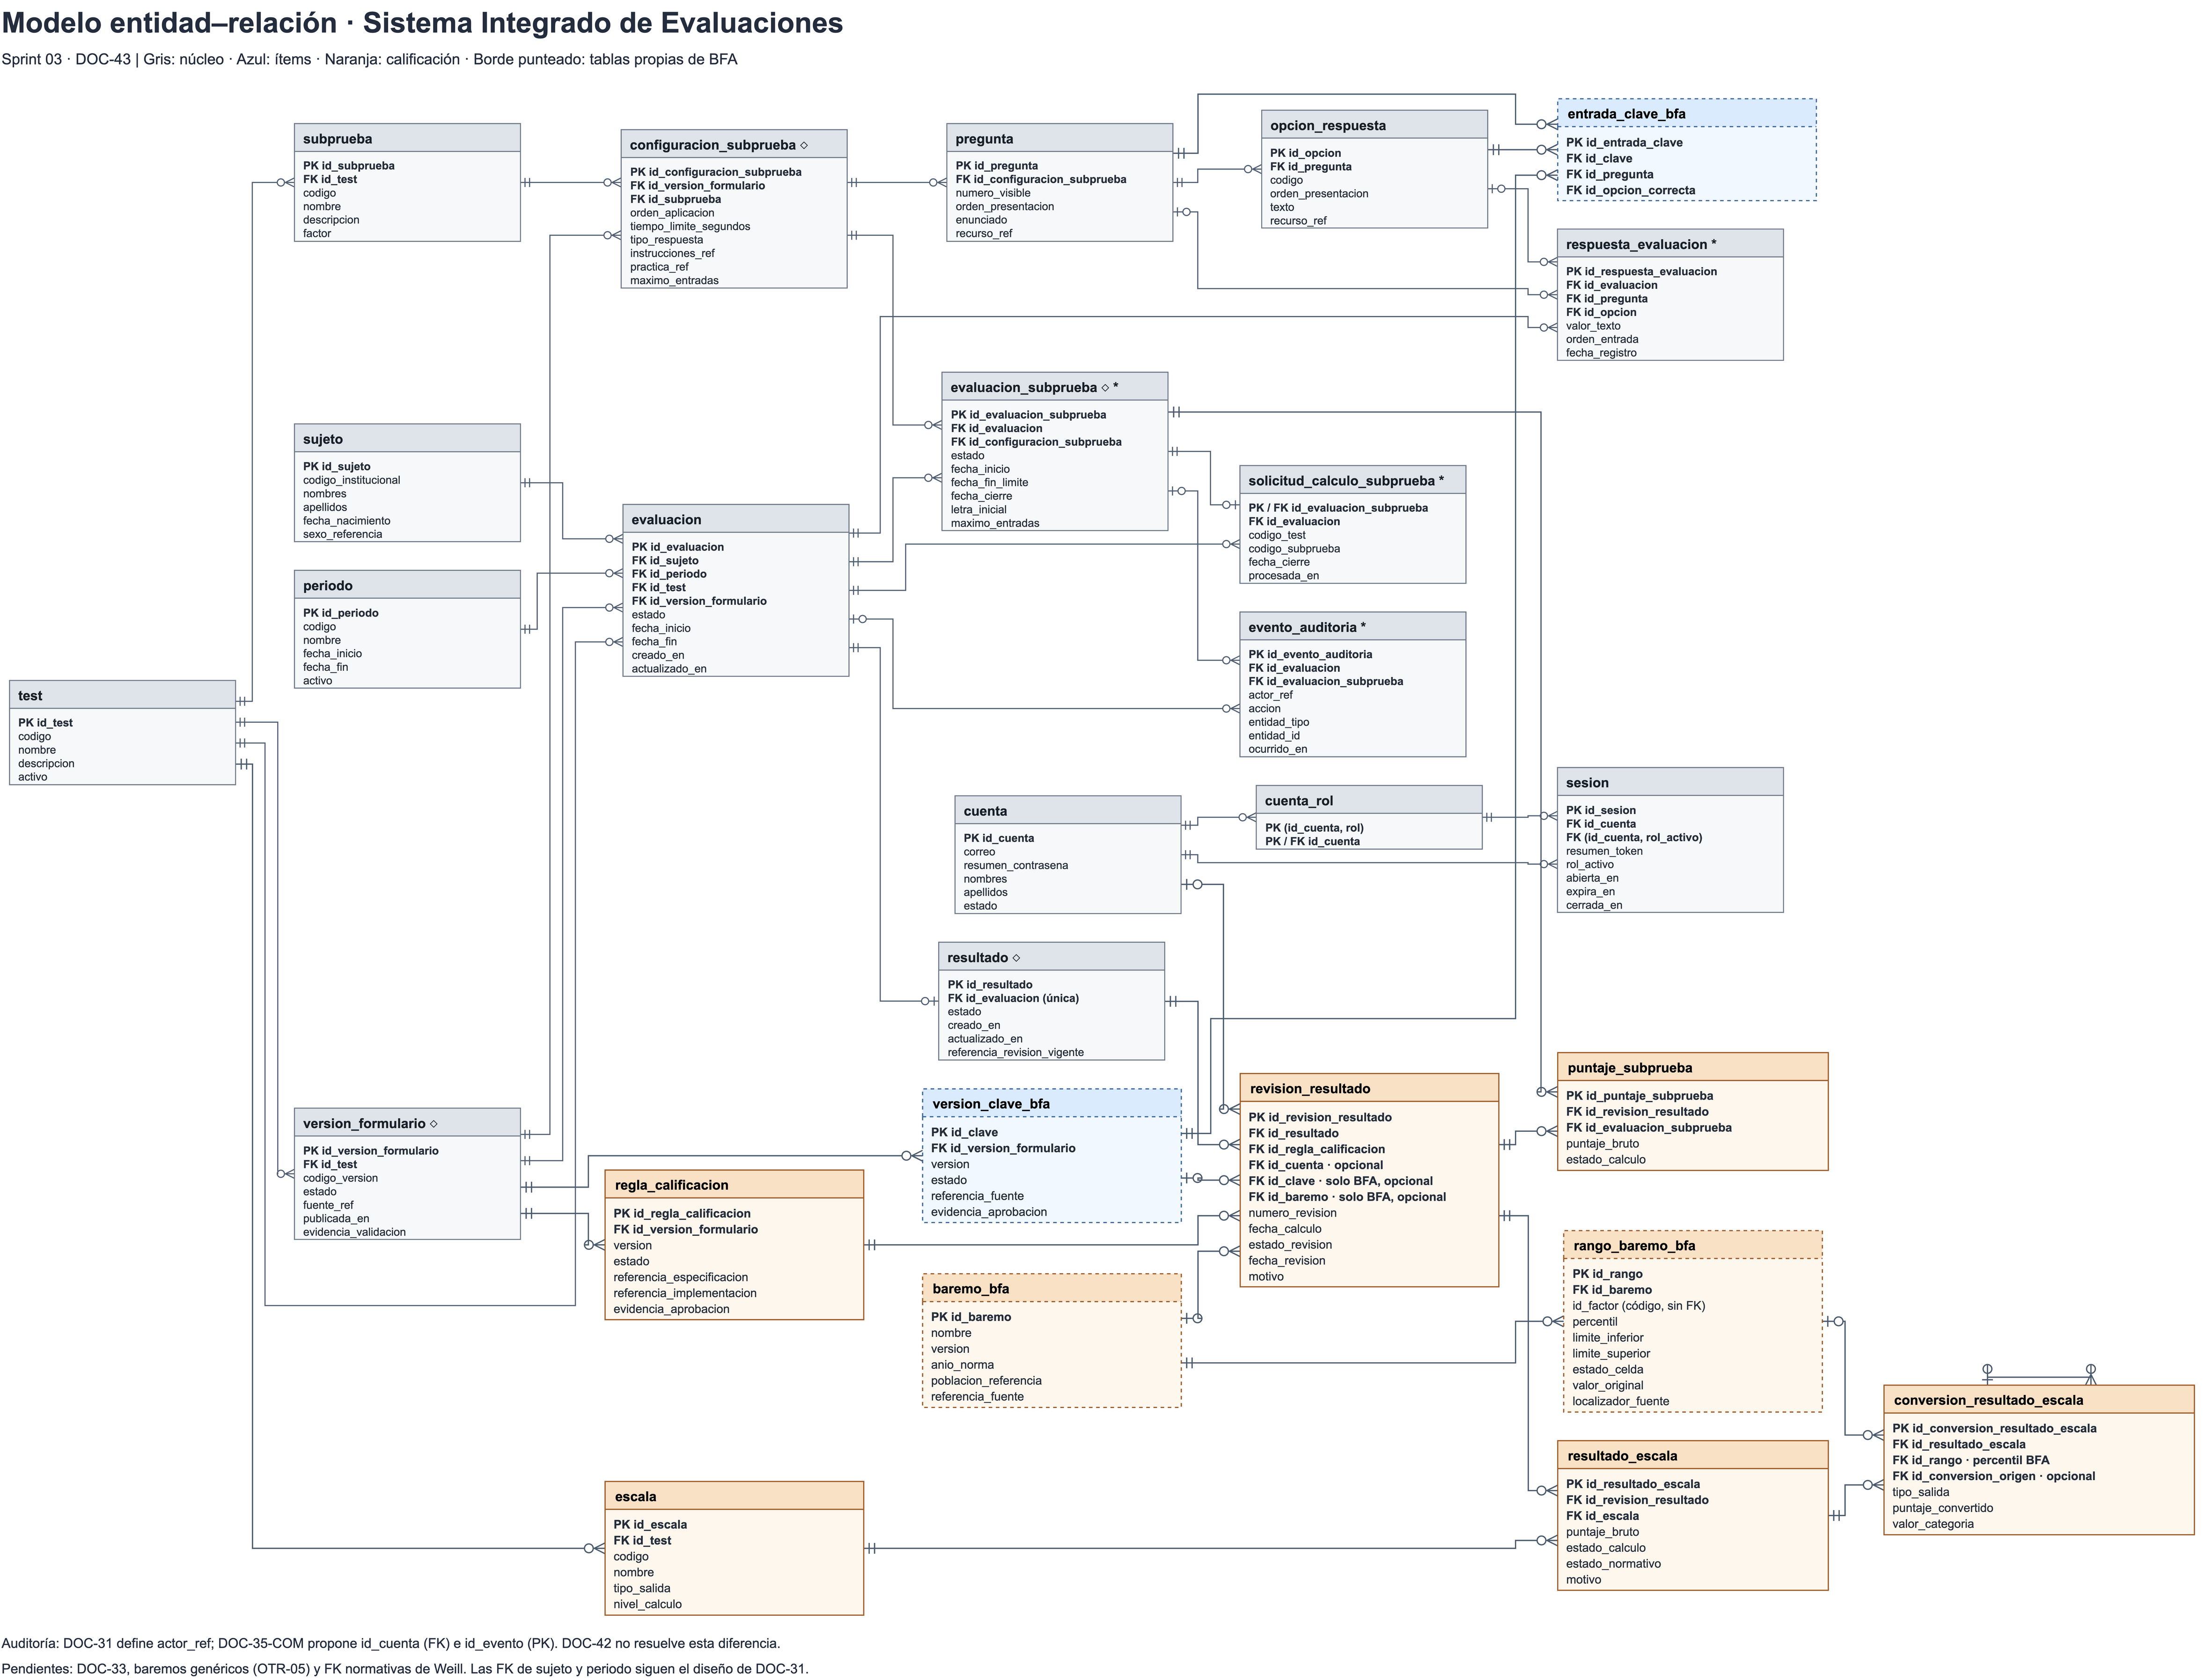 Modelo entidad–relación · Sistema Integrado de Evaluaciones
Sprint 03 · DOC-43 | Gris: núcleo · Azul: ítems · Naranja: calificación · Borde punteado: tablas propias de BFA
subprueba
PK id_subprueba
FK id_test
codigo
nombre
descripcion
factor
configuracion_subprueba ◇
PK id_configuracion_subprueba
FK id_version_formulario
FK id_subprueba
orden_aplicacion
tiempo_limite_segundos
tipo_respuesta
instrucciones_ref
practica_ref
maximo_entradas
pregunta
PK id_pregunta
FK id_configuracion_subprueba
numero_visible
orden_presentacion
enunciado
recurso_ref
opcion_respuesta
PK id_opcion
FK id_pregunta
codigo
orden_presentacion
texto
recurso_ref
entrada_clave_bfa
PK id_entrada_clave
FK id_clave
FK id_pregunta
FK id_opcion_correcta
respuesta_evaluacion *
PK id_respuesta_evaluacion
FK id_evaluacion
FK id_pregunta
FK id_opcion
valor_texto
orden_entrada
fecha_registro
sujeto
PK id_sujeto
codigo_institucional
nombres
apellidos
fecha_nacimiento
sexo_referencia
periodo
PK id_periodo
codigo
nombre
fecha_inicio
fecha_fin
activo
evaluacion
PK id_evaluacion
FK id_sujeto
FK id_periodo
FK id_test
FK id_version_formulario
estado
fecha_inicio
fecha_fin
creado_en
actualizado_en
evaluacion_subprueba ◇ *
PK id_evaluacion_subprueba
FK id_evaluacion
FK id_configuracion_subprueba
estado
fecha_inicio
fecha_fin_limite
fecha_cierre
letra_inicial
maximo_entradas
solicitud_calculo_subprueba *
PK / FK id_evaluacion_subprueba
FK id_evaluacion
codigo_test
codigo_subprueba
fecha_cierre
procesada_en
evento_auditoria *
PK id_evento_auditoria
FK id_evaluacion
FK id_evaluacion_subprueba
actor_ref
accion
entidad_tipo
entidad_id
ocurrido_en
test
PK id_test
codigo
nombre
descripcion
activo
cuenta
PK id_cuenta
correo
resumen_contrasena
nombres
apellidos
estado
cuenta_rol
PK (id_cuenta, rol)
PK / FK id_cuenta
sesion
PK id_sesion
FK id_cuenta
FK (id_cuenta, rol_activo)
resumen_token
rol_activo
abierta_en
expira_en
cerrada_en
resultado ◇
PK id_resultado
FK id_evaluacion (única)
estado
creado_en
actualizado_en
referencia_revision_vigente
version_formulario ◇
PK id_version_formulario
FK id_test
codigo_version
estado
fuente_ref
publicada_en
evidencia_validacion
version_clave_bfa
PK id_clave
FK id_version_formulario
version
estado
referencia_fuente
evidencia_aprobacion
regla_calificacion
PK id_regla_calificacion
FK id_version_formulario
version
estado
referencia_especificacion
referencia_implementacion
evidencia_aprobacion
baremo_bfa
PK id_baremo
nombre
version
anio_norma
poblacion_referencia
referencia_fuente
revision_resultado
PK id_revision_resultado
FK id_resultado
FK id_regla_calificacion
FK id_cuenta · opcional
FK id_clave · solo BFA, opcional
FK id_baremo · solo BFA, opcional
numero_revision
fecha_calculo
estado_revision
fecha_revision
motivo
puntaje_subprueba
PK id_puntaje_subprueba
FK id_revision_resultado
FK id_evaluacion_subprueba
puntaje_bruto
estado_calculo
rango_baremo_bfa
PK id_rango
FK id_baremo
id_factor (código, sin FK)
percentil
limite_inferior
limite_superior
estado_celda
valor_original
localizador_fuente
conversion_resultado_escala
PK id_conversion_resultado_escala
FK id_resultado_escala
FK id_rango · percentil BFA
FK id_conversion_origen · opcional
tipo_salida
puntaje_convertido
valor_categoria
resultado_escala
PK id_resultado_escala
FK id_revision_resultado
FK id_escala
puntaje_bruto
estado_calculo
estado_normativo
motivo
escala
PK id_escala
FK id_test
codigo
nombre
tipo_salida
nivel_calculo
Auditoría: DOC-31 define actor_ref; DOC-35-COM propone id_cuenta (FK) e id_evento (PK). DOC-42 no resuelve esta diferencia.
Pendientes: DOC-33, baremos genéricos (OTR-05) y FK normativas de Weill. Las FK de sujeto y periodo siguen el diseño de DOC-31.